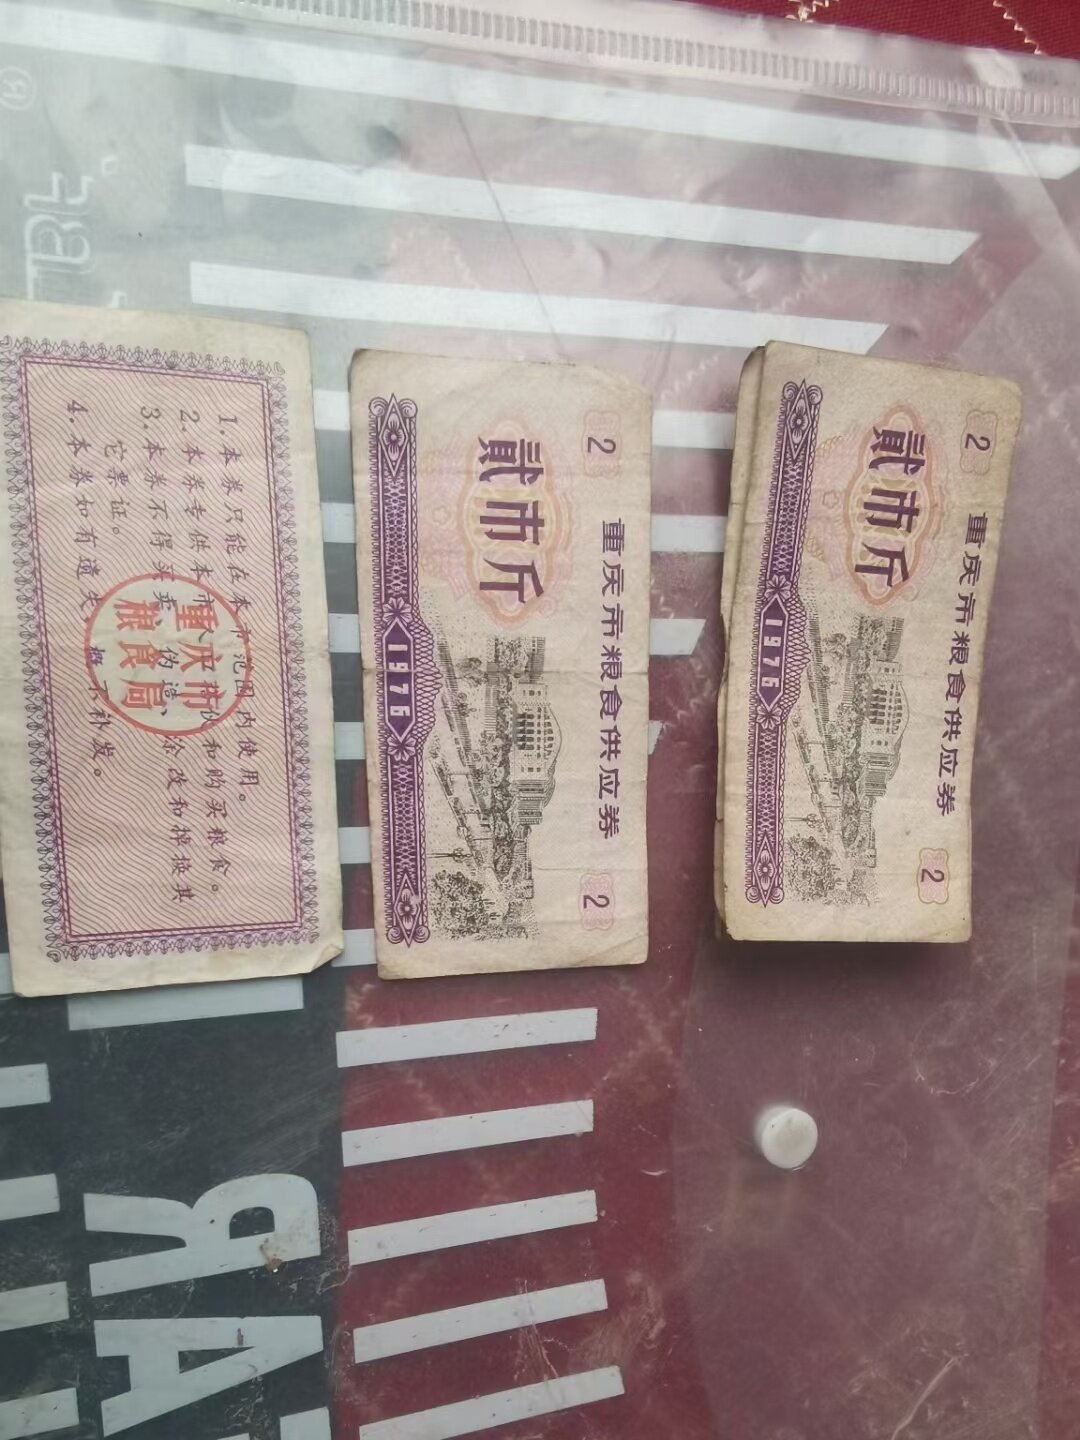 1.本券只能在本市范围内使用。
2.本券专供本市
和购买粮食。
3.本券不得买卖、伪造、涂改和掉换其
它票证。
4.本券如有遗失,概不补发。
重庆市
粮食局
2
重庆市粮食供应券
2
贰市斤
1976
2
重庆市粮食供应券
2
贰市斤
1976